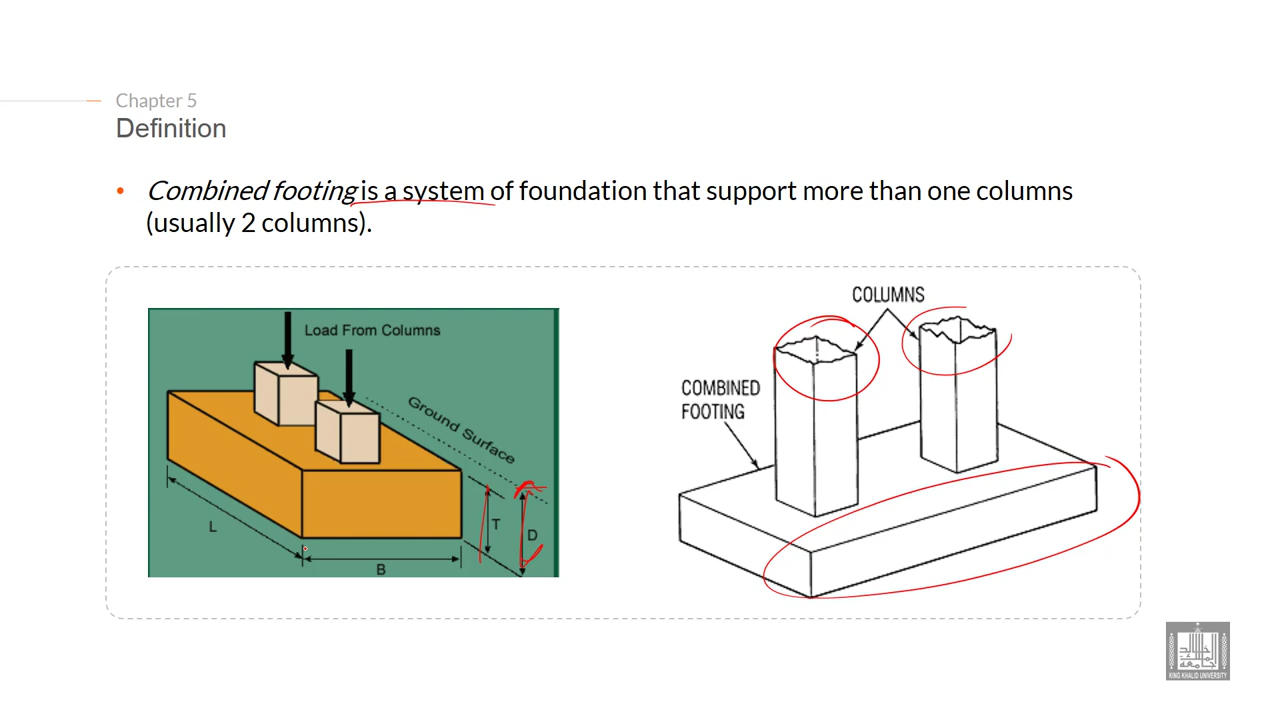 Chapter 5
Definition
• Combined footing is a system of foundation that support more than one columns
(usually 2 columns).
Load From Columns
Ground Surface
L
B
T
D
COLUMNS
COMBINED
FOOTING
KING KHALID UNIVERSITY